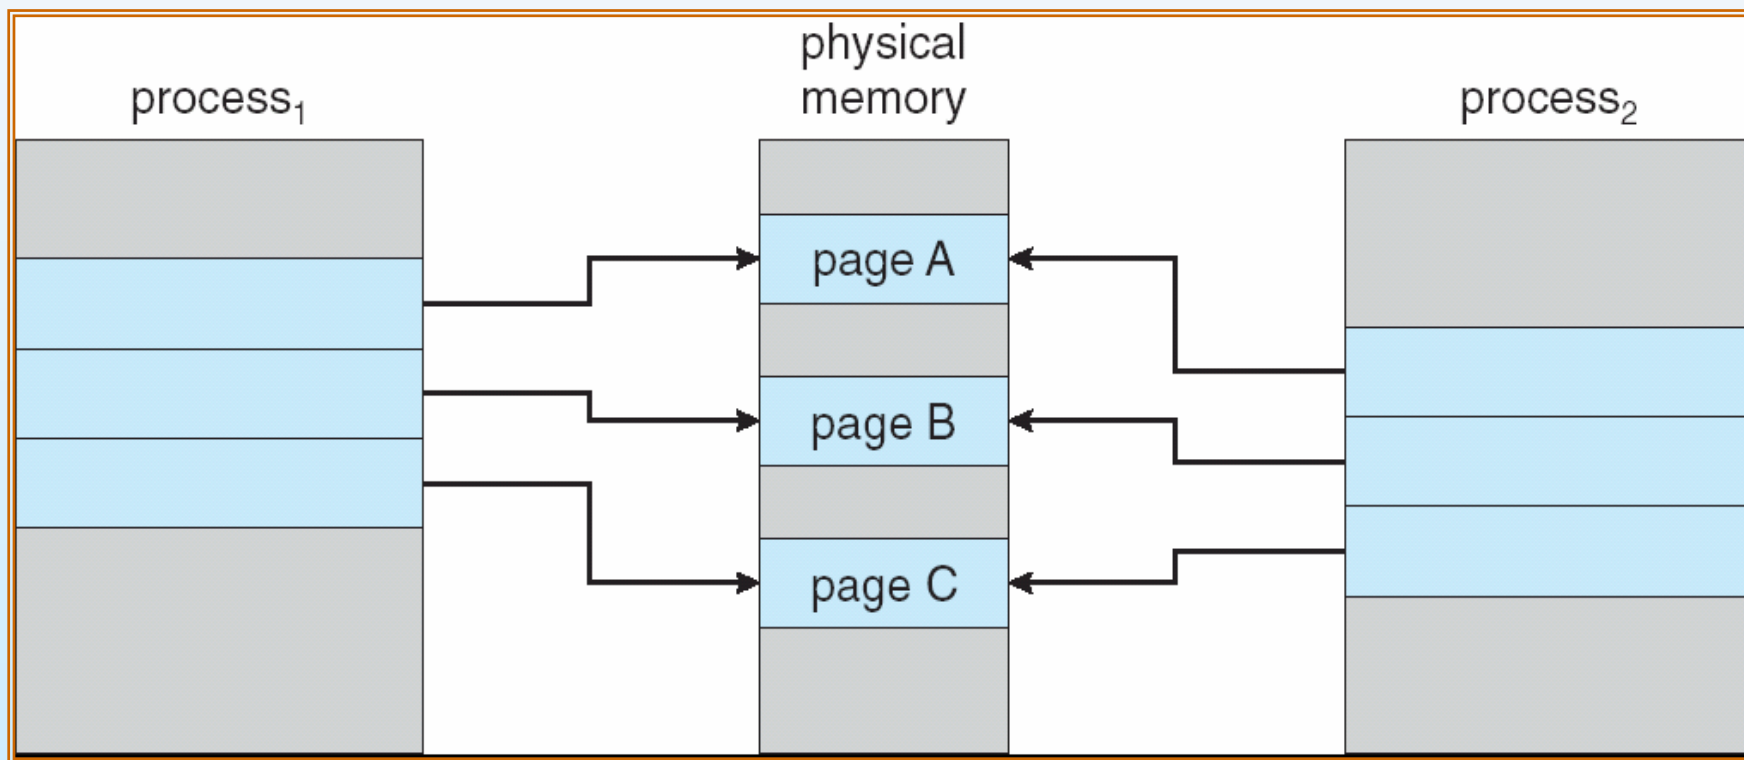 process₁
physical
memory
process₂
page A
page B
page C